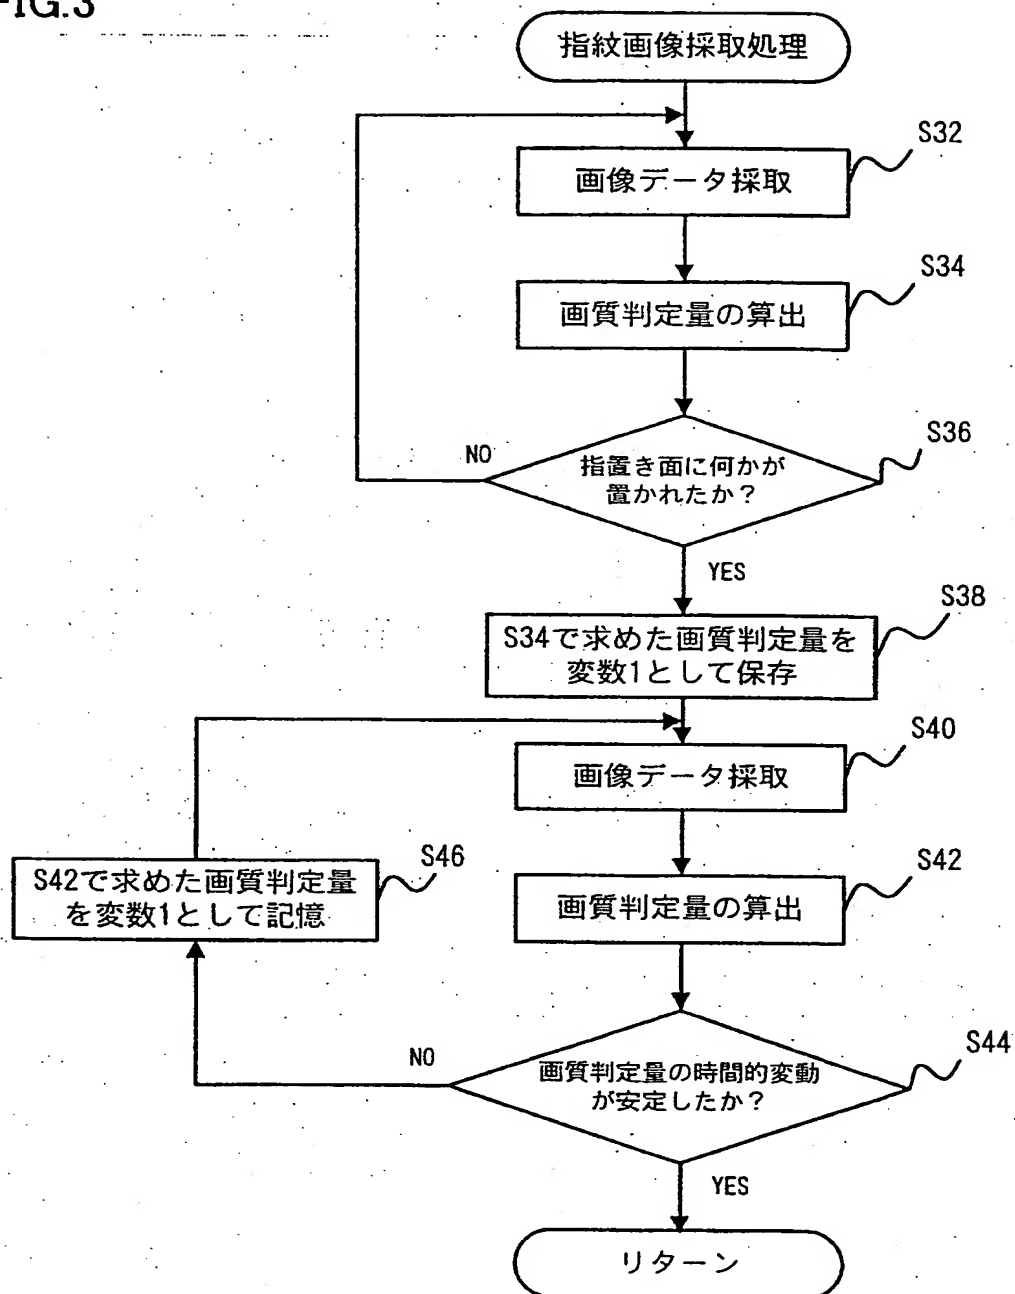 FIG.3
指紋画像採取処理
S32
画像データ採取
S34
画質判定量の算出
S36
NO
指置き面に何かが
置かれたか？
YES
S38
S34で求めた画質判定量を
変数1として保存
S40
画像データ採取
S46
S42で求めた画質判定量
を変数1として記憶
S42
画質判定量の算出
S44
NO
画質判定量の時間的変動
が安定したか？
YES
リターン